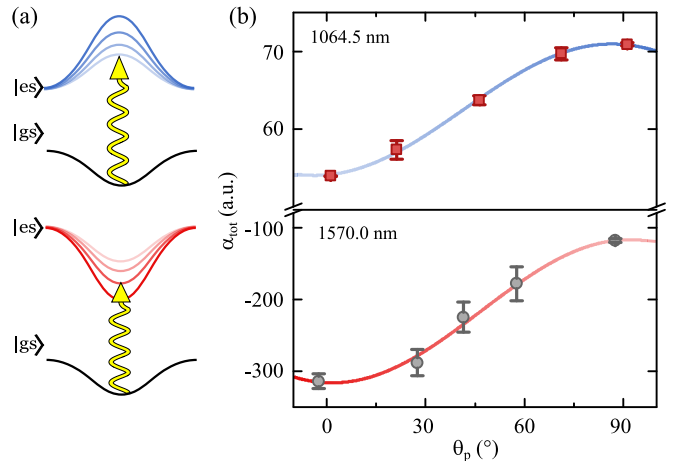 (a)
|es⟩
|gs⟩
|es⟩
|gs⟩
(b)
1064.5 nm
70
60
α_tot (a.u.)
1570.0 nm
-100
-200
-300
0 30 60 90
θ_p (°)